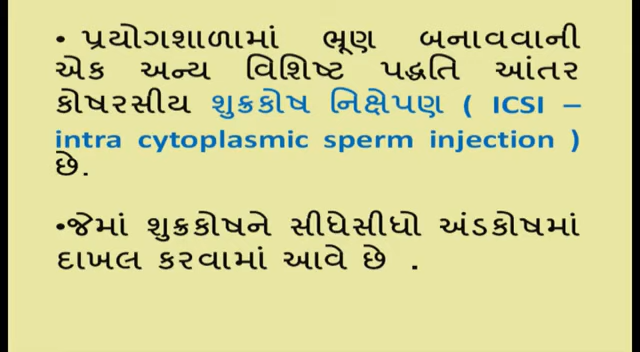 • પ્રયોગશાળામાં ભૂણ બનાવવાની
એક અન્ય વિશિષ્ટ પદ્ધતિ આંતર
કોષરસીય શુક્રકોષ નિક્ષેપણ ( ICSI –
intra cytoplasmic sperm injection )
છે.
•જેમાં શુક્રકોષને સીધેસીધો અંડકોષમાં
દાખલ કરવામાં આવે છે .